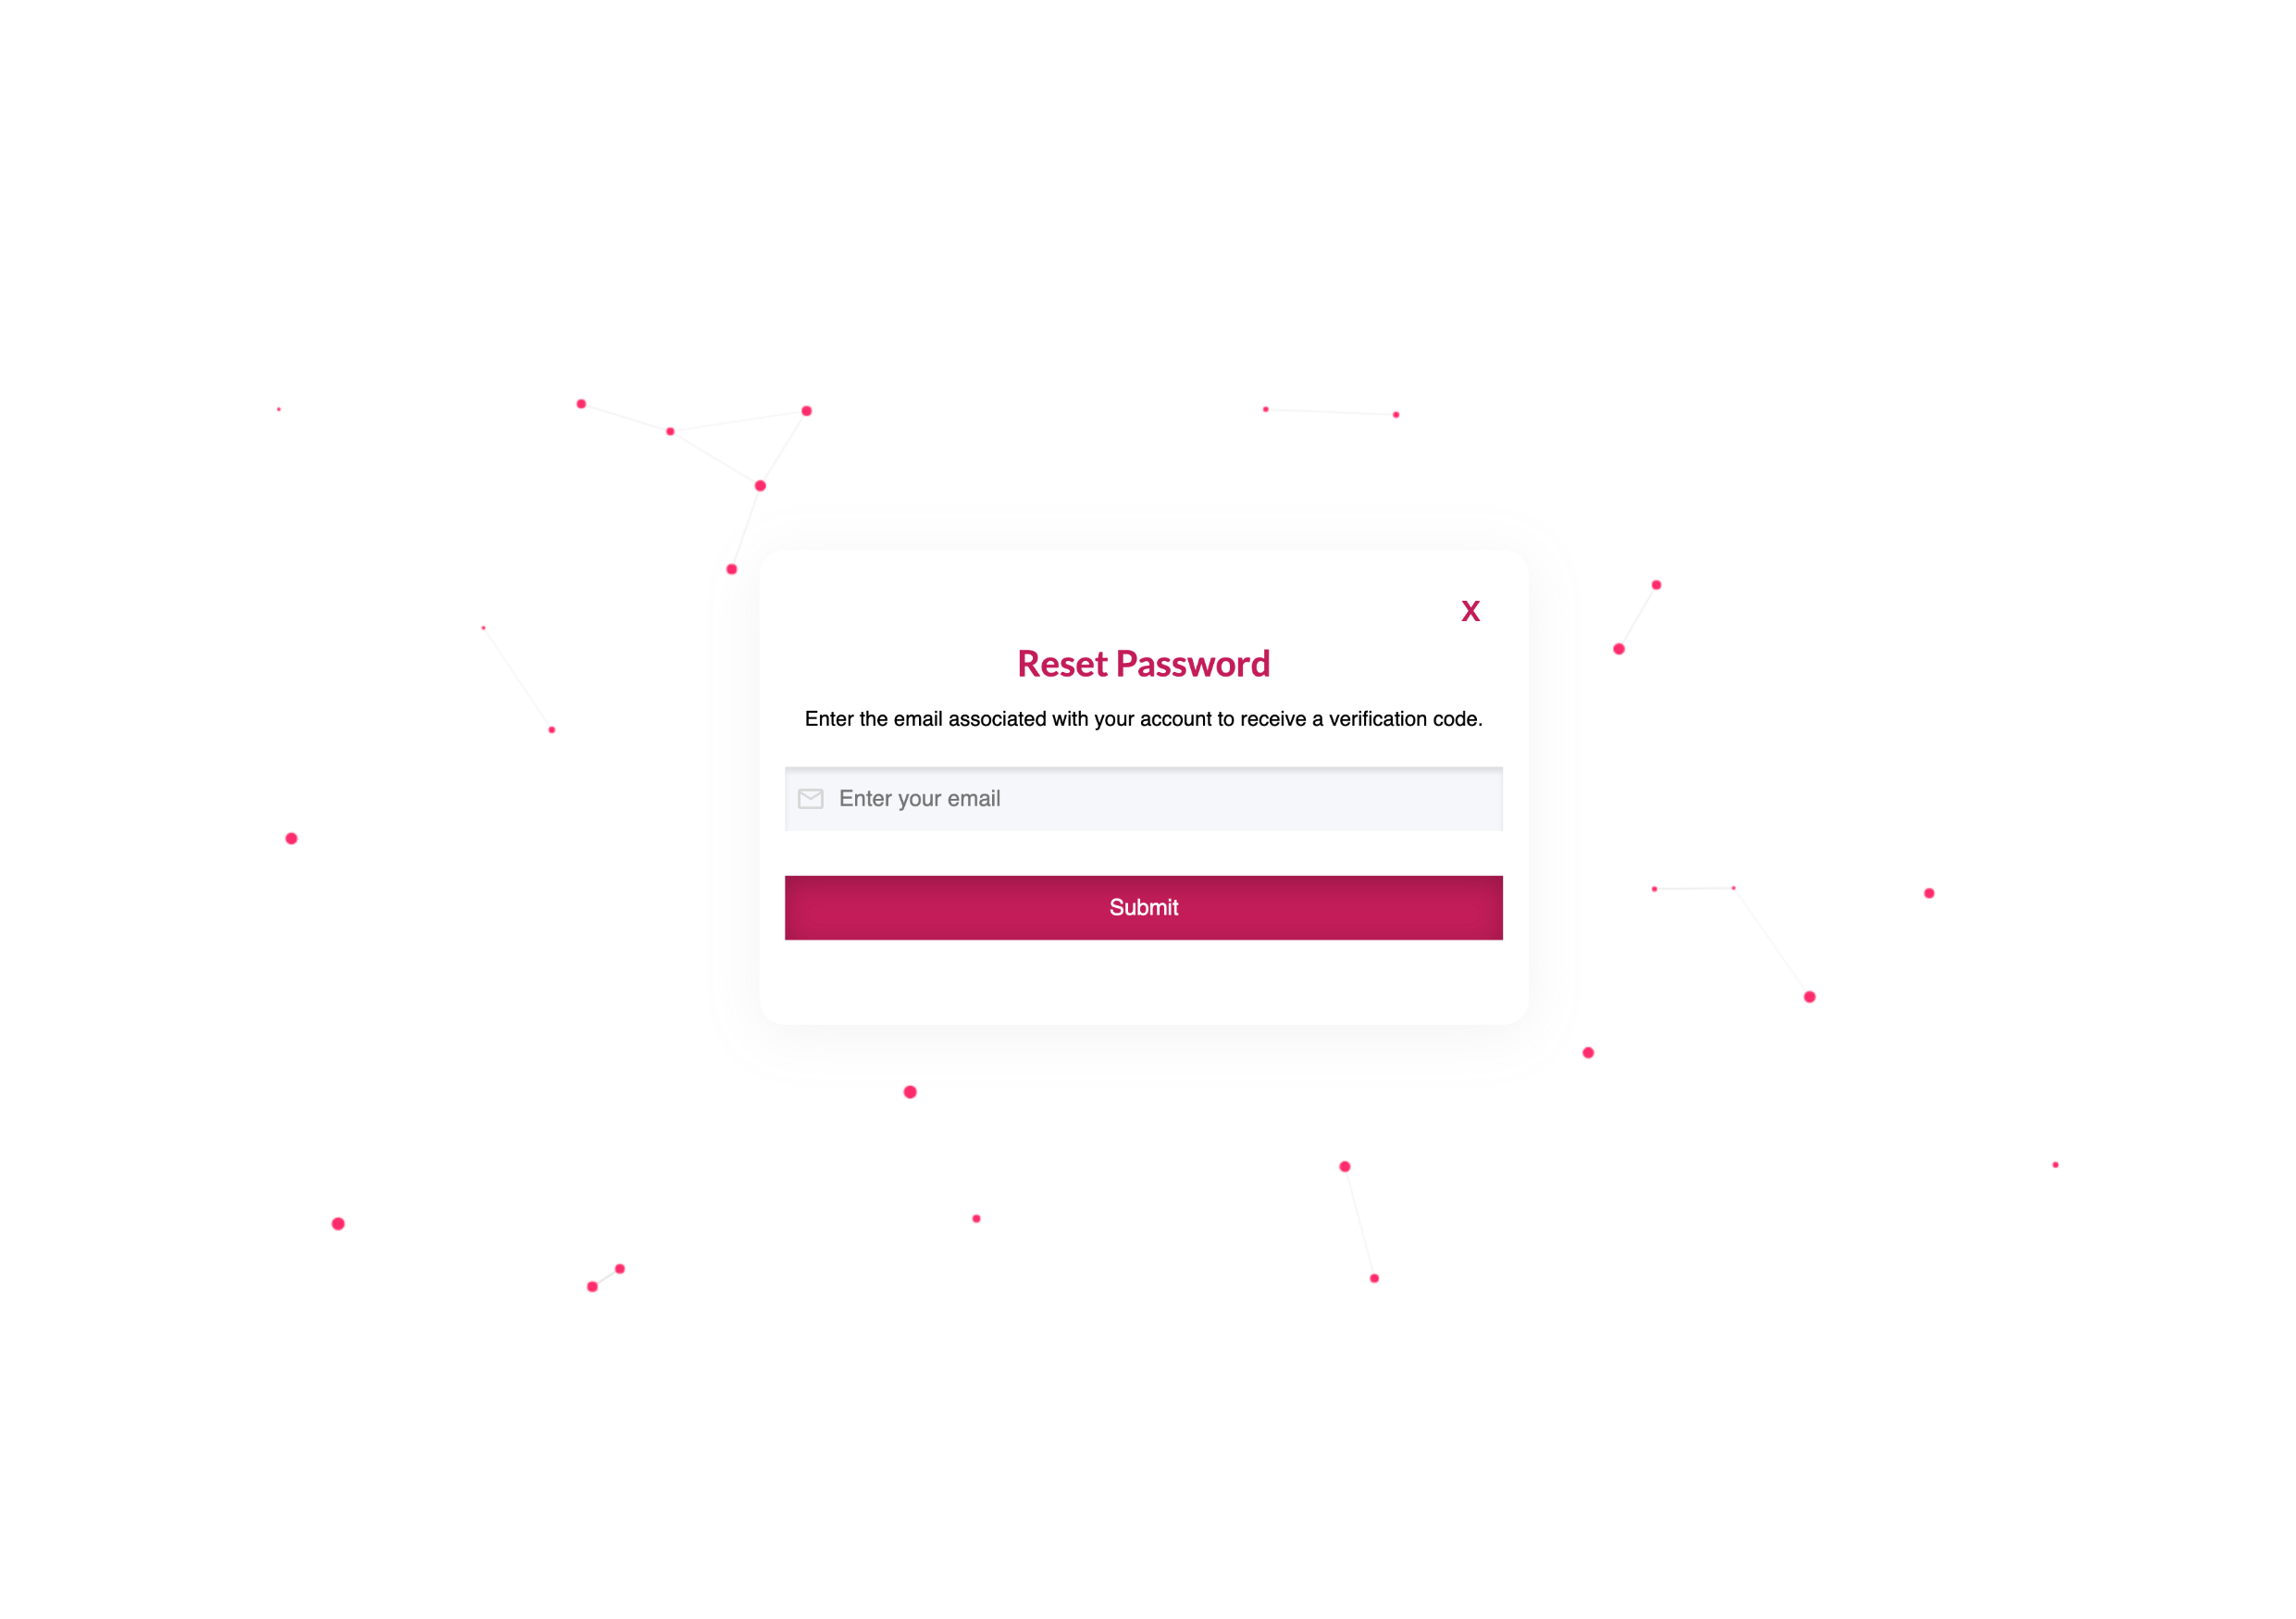 X
Reset Password
Enter the email associated with your account to receive a verification code.
Enter your email
Submit